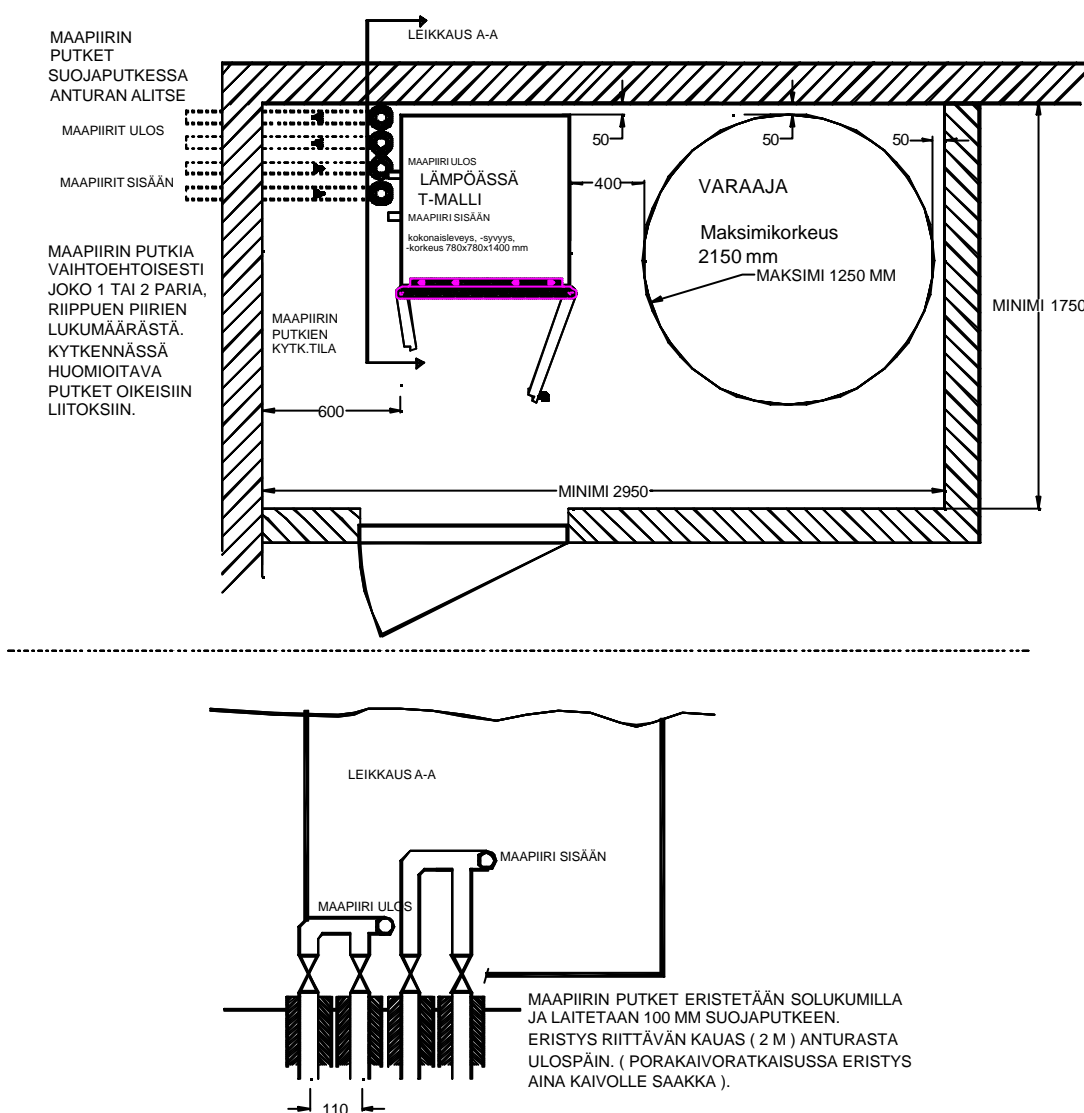 MAAPIIRIN
PUTKET
SUOJAPUTKESSA
ANTURAN ALITSE
LEIKKAUS A-A
MAAPIIRIT ULOS
MAAPIIRIT SISÄÄN
50
50
50
MAAPIIRI ULOS
LÄMPÖÄSSÄ
T-MALLI
MAAPIIRI SISÄÄN
kokonaisleveys, -syvyys,
-korkeus 780x780x1400 mm
400
VARAAJA
Maksimikorkeus
2150 mm
MAKSIMI 1250 MM
MINIMI 1750
MAAPIIRIN PUTKIA
VAIHTOEHTOISESTI
JOKO 1 TAI 2 PARIA,
RIIPPUEN PIIRIEN
LUKUMÄÄRÄSTÄ.
KYTKENNÄSSÄ
HUOMIOITAVA
PUTKET OIKEISIIN
LIITOKSIIN.
MAAPIIRIN
PUTKIEN
KYTK.TILA
600
MINIMI 2950
LEIKKAUS A-A
MAAPIIRI SISÄÄN
MAAPIIRI ULOS
MAAPIIRIN PUTKET ERISTETÄÄN SOLUKUMILLA
JA LAITETAAN 100 MM SUOJAPUTKEEN.
ERISTYS RIITTÄVÄN KAUAS ( 2 M ) ANTURASTA
ULOSPÄIN. ( PORAKAIVORATKAISUSSA ERISTYS
AINA KAIVOLLE SAAKKA ).
110